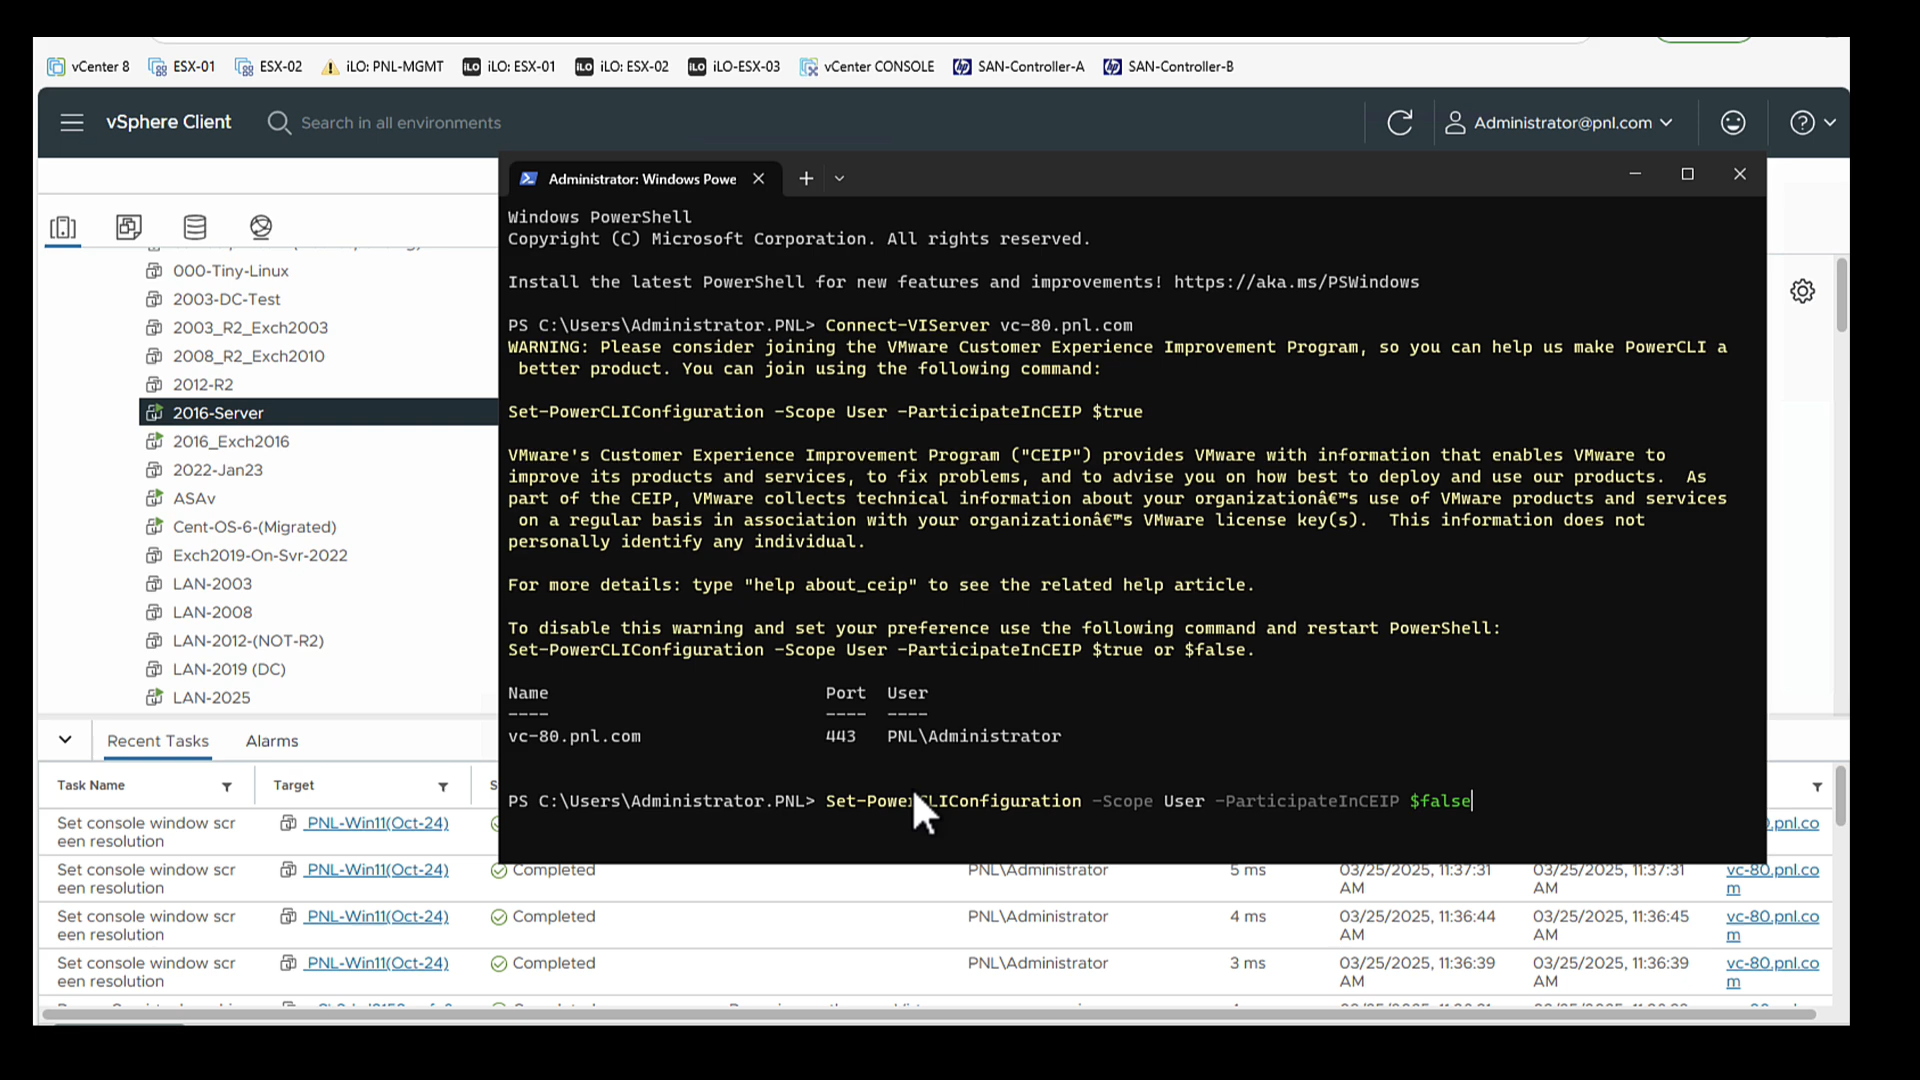 vCenter 8 ESX-01 ESX-02 iLO: PNL-MGMT iLO: ESX-01 iLO: ESX-02 iLO-ESX-03 vCenter CONSOLE SAN-Controller-A SAN-Controller-B
vSphere Client Search in all environments Administrator@pnl.com
000-Tiny-Linux
2003-DC-Test
2003_R2_Exch2003
2008_R2_Exch2010
2012-R2
2016-Server
2016_Exch2016
2022-Jan23
ASAv
Cent-OS-6-(Migrated)
Exch2019-On-Svr-2022
LAN-2003
LAN-2008
LAN-2012-(NOT-R2)
LAN-2019 (DC)
LAN-2025
Administrator: Windows Powe
Windows PowerShell
Copyright (C) Microsoft Corporation. All rights reserved.
Install the latest PowerShell for new features and improvements! https://aka.ms/PSWindows
PS C:\Users\Administrator.PNL> Connect-VIServer vc-80.pnl.com
WARNING: Please consider joining the VMware Customer Experience Improvement Program, so you can help us make PowerCLI a
better product. You can join using the following command:
Set-PowerCLIConfiguration -Scope User -ParticipateInCEIP $true
VMware's Customer Experience Improvement Program ("CEIP") provides VMware with information that enables VMware to
improve its products and services, to fix problems, and to advise you on how best to deploy and use our products.  As
part of the CEIP, VMware collects technical information about your organizationâ€™s use of VMware products and services
on a regular basis in association with your organizationâ€™s VMware license key(s).  This information does not
personally identify any individual.
For more details: type "help about_ceip" to see the related help article.
To disable this warning and set your preference use the following command and restart PowerShell:
Set-PowerCLIConfiguration -Scope User -ParticipateInCEIP $true or $false.
Name Port User
---- ---- ----
vc-80.pnl.com 443 PNL\Administrator
PS C:\Users\Administrator.PNL> Set-PowerCLIConfiguration -Scope User -ParticipateInCEIP $false
Recent Tasks Alarms
Task Name Target S
Set console window scr PNL-Win11(Oct-24) .pnl.co
een resolution
Set console window scr PNL-Win11(Oct-24) Completed PNL\Administrator 5 ms 03/25/2025, 11:37:31 03/25/2025, 11:37:31 vc-80.pnl.co
een resolution AM AM m
Set console window scr PNL-Win11(Oct-24) Completed PNL\Administrator 4 ms 03/25/2025, 11:36:44 03/25/2025, 11:36:45 vc-80.pnl.co
een resolution AM AM m
Set console window scr PNL-Win11(Oct-24) Completed PNL\Administrator 3 ms 03/25/2025, 11:36:39 03/25/2025, 11:36:39 vc-80.pnl.co
een resolution AM AM m